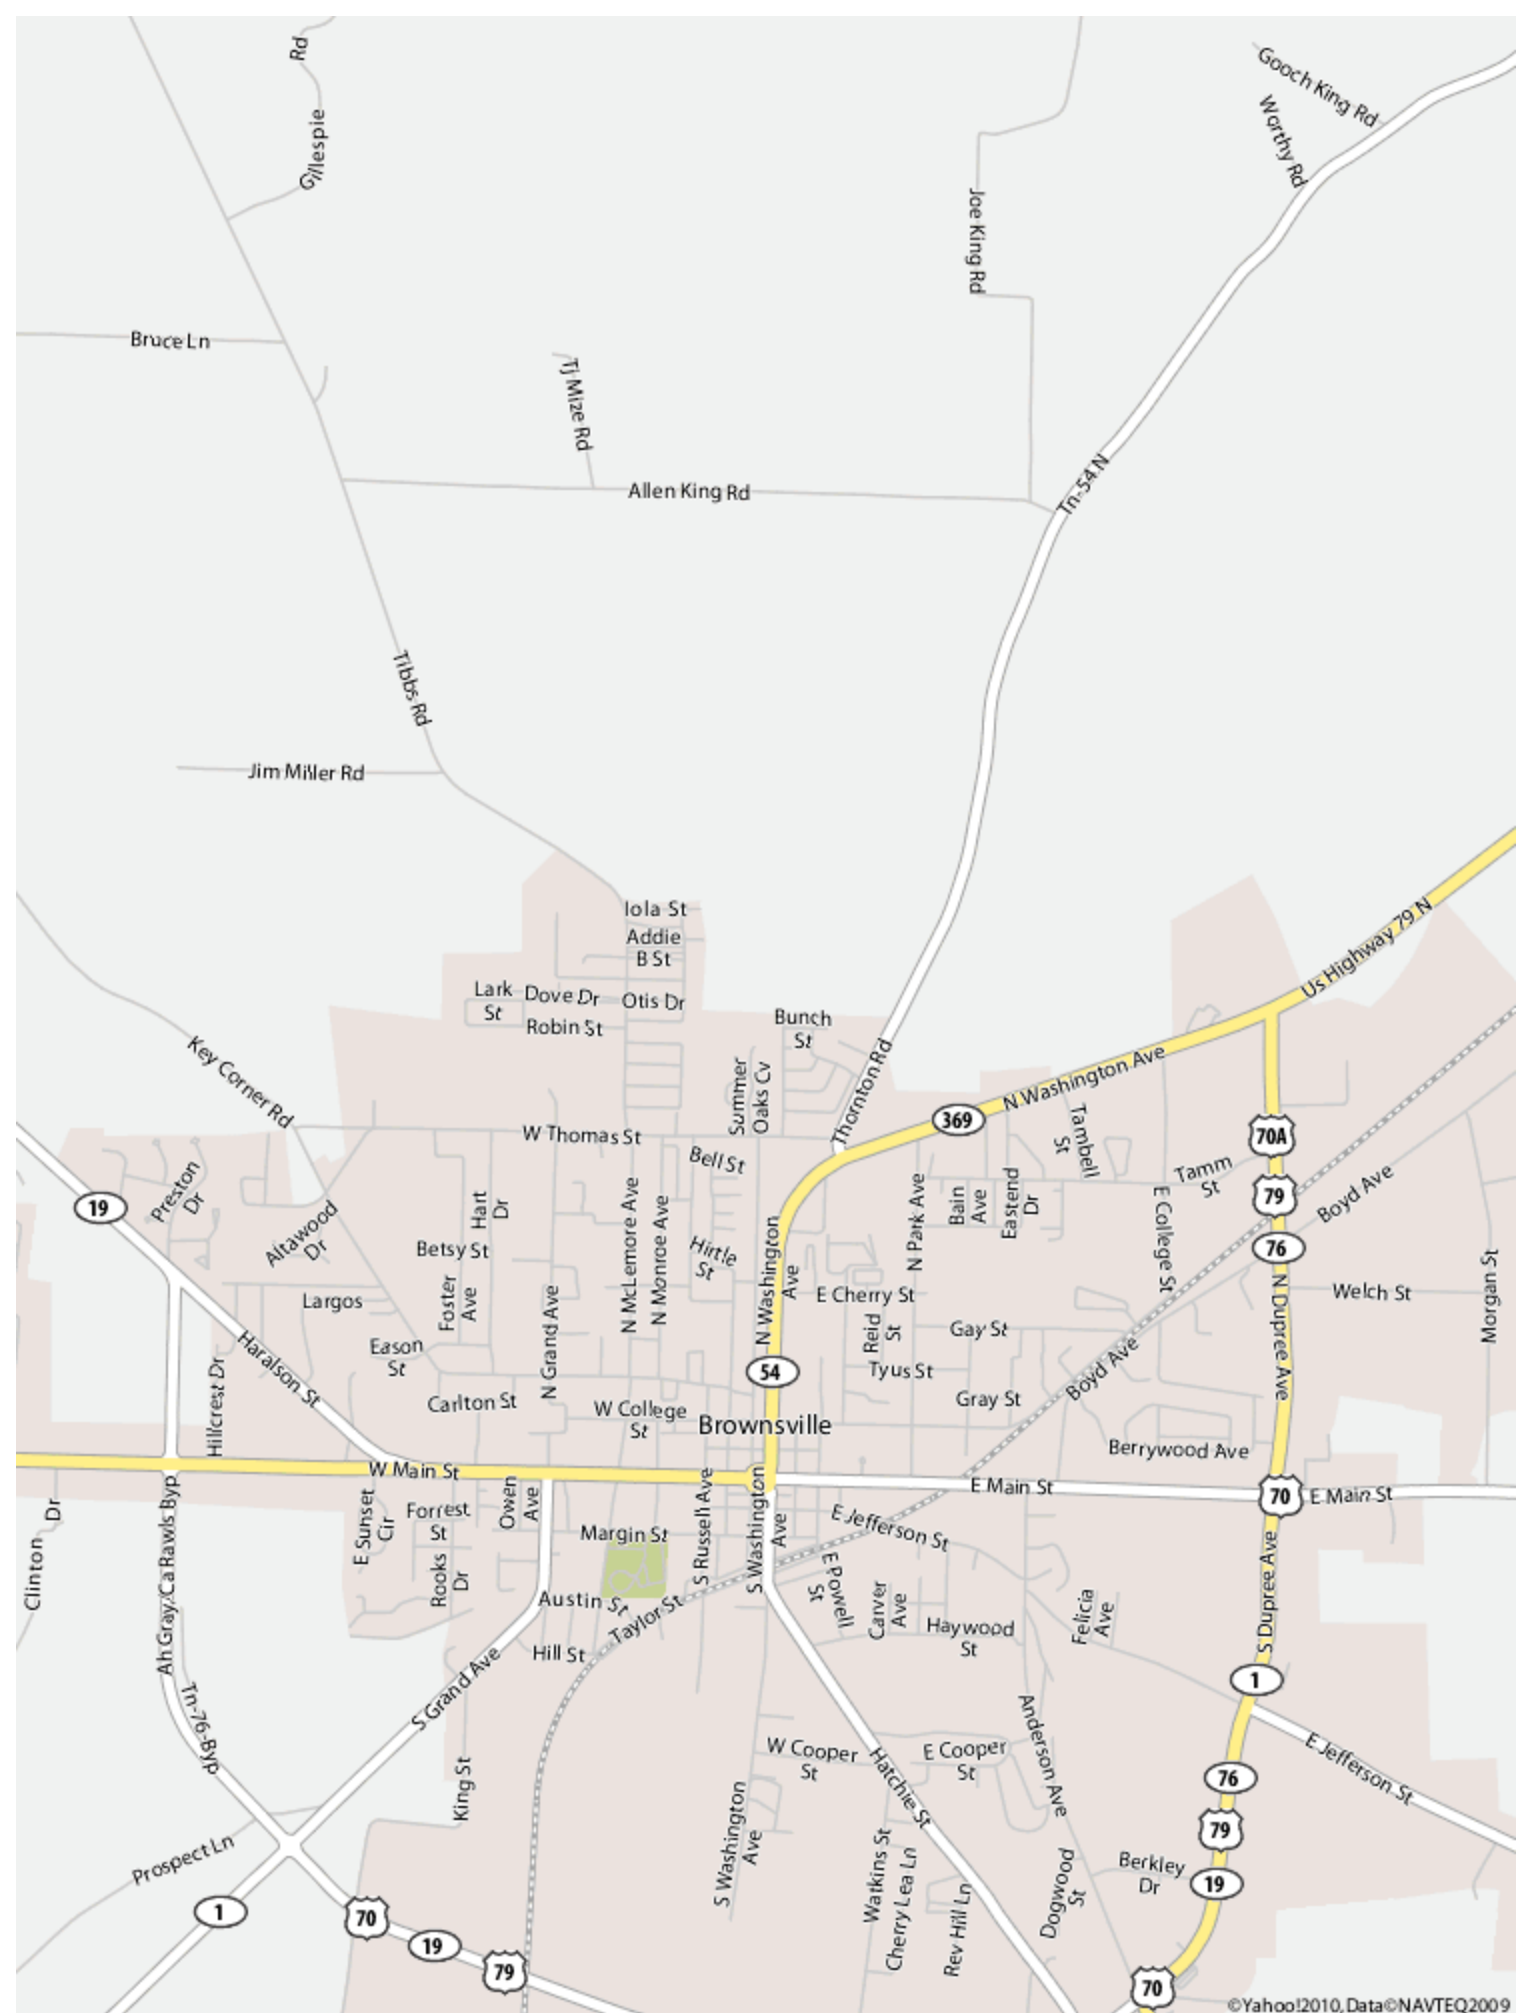 Rd
Gooch King Rd
Worthy Rd
Gillespie
Joe King Rd
Bruce Ln
Tj Mize Rd
Allen King Rd
Tn-54 N
Tibbs Rd
Jim Miller Rd
Iola St
Us Highway 79 N
Addie
B St
Lark
St
Dove Dr
Otis Dr
Robin St
Bunch
St
Key Corner Rd
Summer
Oaks Cv
Thornton Rd
N Washington Ave
369
Tambell
St
70A
W Thomas St
Bell St
Preston
Dr
Tamm
St
19
79
Boyd Ave
Altawood
Dr
Hart
Dr
N McLemore Ave
N Monroe Ave
N Park Ave
Bain
Ave
Eastend
Dr
E College St
76
Betsy St
Hirtle
St
N Washington
Ave
Morgan St
Largos
Foster
Ave
E Cherry St
Welch St
N Dupree Ave
N Grand Ave
Reid
St
Gay St
Haralson St
Eason
St
54
Tyus St
Boyd Ave
Hillcrest Dr
Carlton St
W College
St
Gray St
Brownsville
Berrywood Ave
W Main St
E Main St
70
E Main St
Dr
Clinton
Ah Gray, Ca Rawls Byp
E Sunset
Cir
Forrest
St
Owen
Ave
Margin St
S Russell Ave
S Washington
Ave
E Jefferson St
Rooks
Dr
Austin St
Taylor St
E Powell
St
Carver
Ave
Haywood
St
Felicia
Ave
S Dupree Ave
Hill St
S Grand Ave
1
Tn-76-Byp
W Cooper
St
E Cooper
St
Anderson Ave
E Jefferson St
Hatchie St
King St
76
S Washington
Ave
79
Prospect Ln
Watkins St
Cherry Lea Ln
Rev Hill Ln
Dogwood
St
Berkley
Dr
19
1
70
19
79
70
©Yahoo!2010, Data©NAVTEQ2009